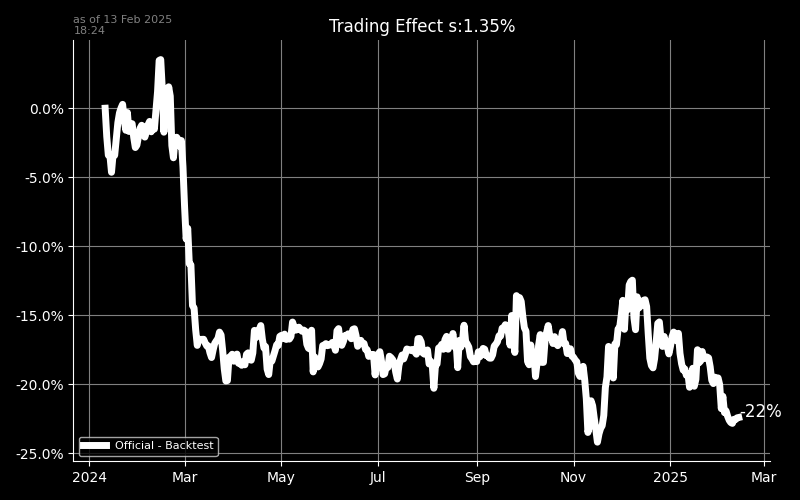 as of 13 Feb 2025
18:24
Trading Effect s:1.35%
0.0%
-5.0%
-10.0%
-15.0%
-20.0%
-25.0%
-22%
Official - Backtest
2024 Mar May Jul Sep Nov 2025 Mar